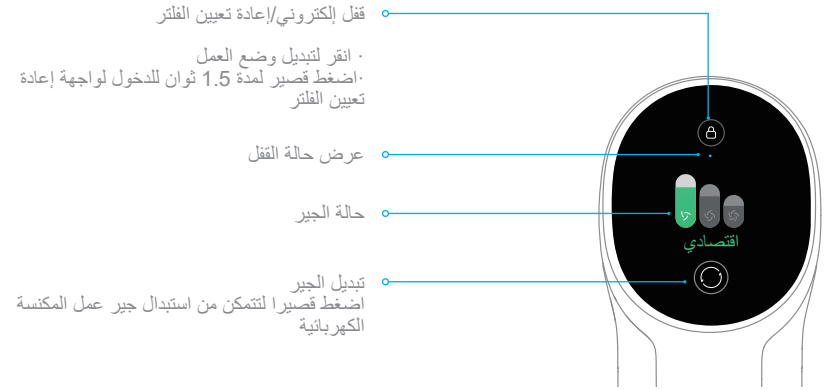 قفل إلكتروني/إعادة تعيين الفلتر
· انقر لتبديل وضع العمل
·اضغط قصير لمدة 1.5 ثوان للدخول لواجهة إعادة
تعيين الفلتر
عرض حالة القفل
حالة الجير
اقتصادي
تبديل الجير
اضغط قصيرا لتتمكن من استبدال جير عمل المكنسة
الكهربائية